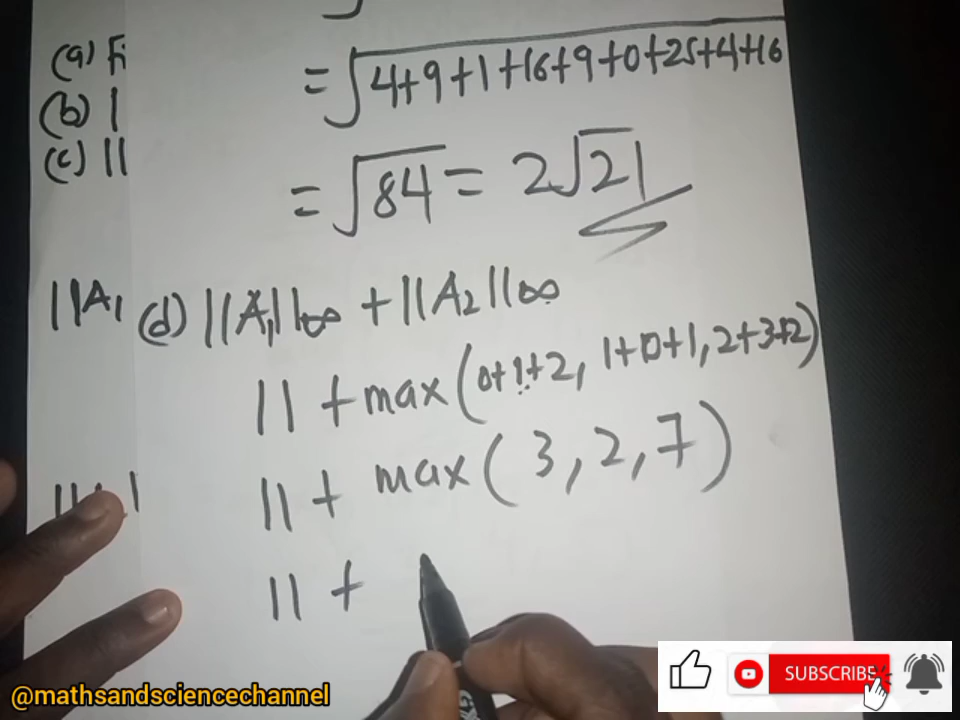 (a) Fi
= √4+9+1+16+9+0+25+4+16
(b) |
(c) ||
= √84 = 2√21
||A₁
(d) ||A₁||∞ + ||A₂||∞
11 + max(0+1+2, 1+0+1, 2+3+2)
11 + max(3, 2, 7)
11 +
SUBSCRIBE
@mathsandsciencechannel